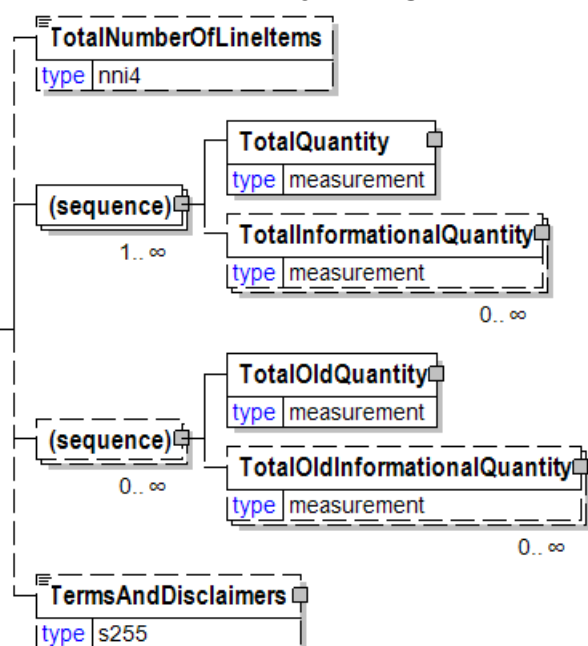 TotalNumberOfLineItems
type nni4
TotalQuantity
type measurement
(sequence)
1.. ∞
TotalInformationalQuantity
type measurement
0.. ∞
TotalOldQuantity
type measurement
(sequence)
0.. ∞
TotalOldInformationalQuantity
type measurement
0.. ∞
TermsAndDisclaimers
type s255